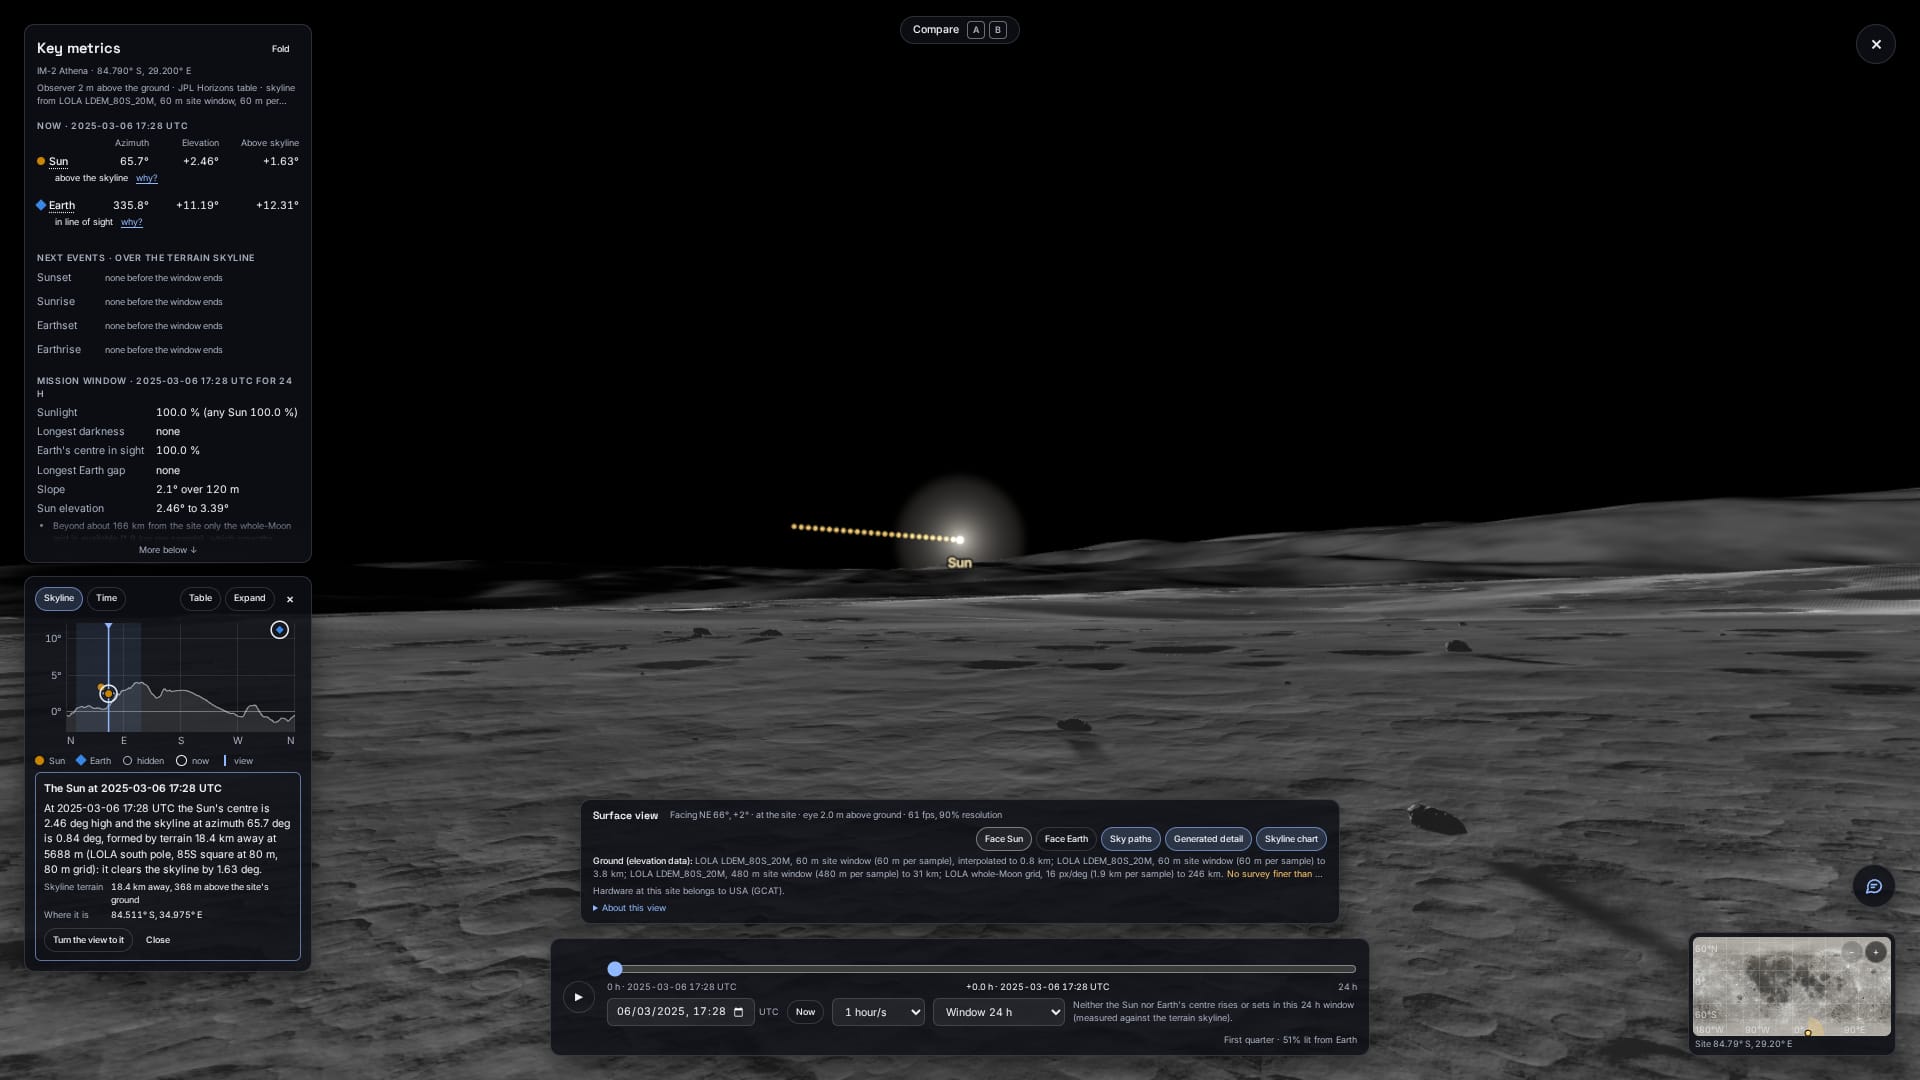 Key metrics
Fold
IM-2 Athena · 84.790° S, 29.200° E
Observer 2 m above the ground · JPL Horizons table · skyline
from LOLA LDEM_80S_20M, 60 m site window, 60 m per...
NOW · 2025-03-06 17:28 UTC
Azimuth Elevation Above skyline
Sun 65.7° +2.46° +1.63°
above the skyline why?
Earth 335.8° +11.19° +12.31°
in line of sight why?
NEXT EVENTS · OVER THE TERRAIN SKYLINE
Sunset none before the window ends
Sunrise none before the window ends
Earthset none before the window ends
Earthrise none before the window ends
MISSION WINDOW · 2025-03-06 17:28 UTC FOR 24
H
Sunlight 100.0 % (any Sun 100.0 %)
Longest darkness none
Earth's centre in sight 100.0 %
Longest Earth gap none
Slope 2.1° over 120 m
Sun elevation 2.46° to 3.39°
• Beyond about 166 km from the site only the whole-Moon
More below ↓
Skyline Time Table Expand ×
10°
5°
0°
N E S W N
Sun Earth hidden now view
The Sun at 2025-03-06 17:28 UTC
At 2025-03-06 17:28 UTC the Sun's centre is
2.46 deg high and the skyline at azimuth 65.7 deg
is 0.84 deg, formed by terrain 18.4 km away at
5688 m (LOLA south pole, 85S square at 80 m,
80 m grid): it clears the skyline by 1.63 deg.
Skyline terrain 18.4 km away, 368 m above the site's
ground
Where it is 84.511° S, 34.975° E
Turn the view to it Close
Compare A B
×
Sun
Surface view Facing NE 66°, +2° · at the site · eye 2.0 m above ground · 61 fps, 90% resolution
Face Sun Face Earth Sky paths Generated detail Skyline chart
Ground (elevation data): LOLA LDEM_80S_20M, 60 m site window (60 m per sample), interpolated to 0.8 km; LOLA LDEM_80S_20M, 60 m site window (60 m per sample) to
3.8 km; LOLA LDEM_80S_20M, 480 m site window (480 m per sample) to 31 km; LOLA whole-Moon grid, 16 px/deg (1.9 km per sample) to 246 km. No survey finer than ...
Hardware at this site belongs to USA (GCAT).
▶ About this view
0 h · 2025-03-06 17:28 UTC +0.0 h · 2025-03-06 17:28 UTC 24 h
06/03/2025, 17:28 UTC Now 1 hour/s Window 24 h
Neither the Sun nor Earth's centre rises or sets in this 24 h window
(measured against the terrain skyline).
First quarter · 51% lit from Earth
60°N − +
0°
60°S
180°W 90°W 0° 90°E
Site 84.79° S, 29.20° E